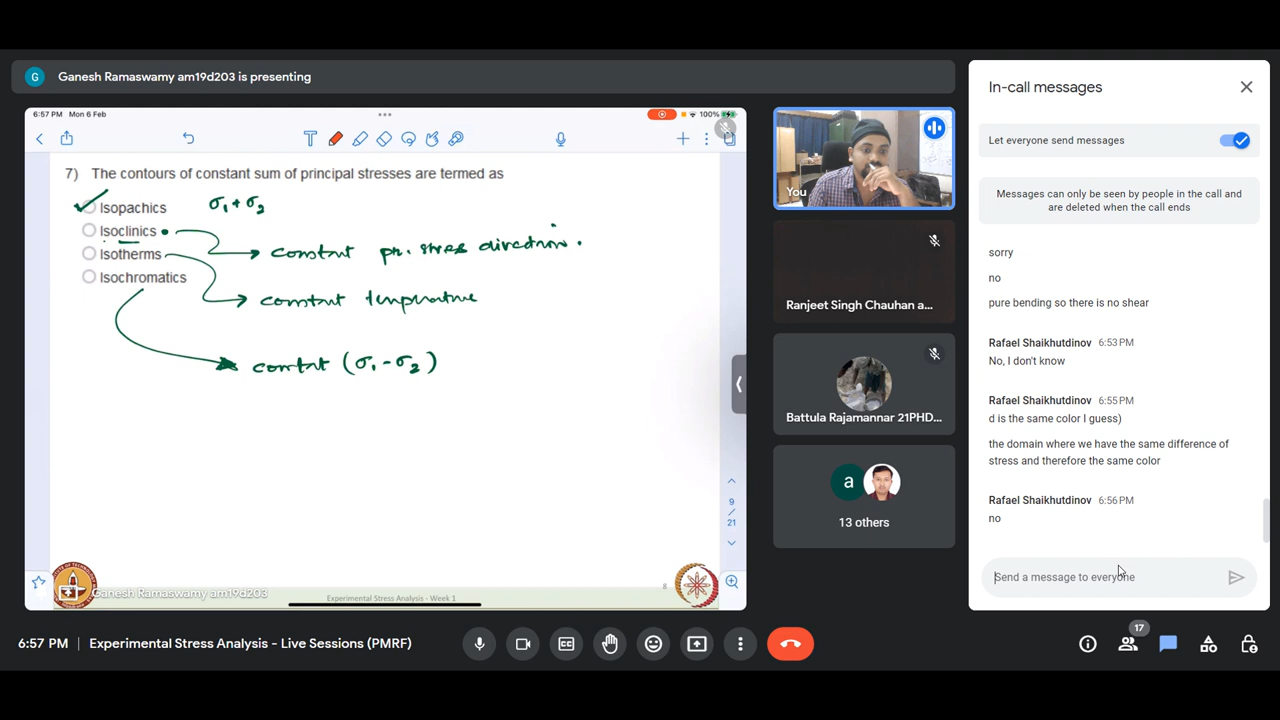 Ganesh Ramaswamy am19d203 is presenting
6:57 PM Mon 6 Feb
100%
7) The contours of constant sum of principal stresses are termed as
Isopachics σ₁ + σ₂
Isoclinics • → constant pr. stress direction.
Isotherms → constant temperature
Isochromatics
constant (σ₁ - σ₂)
9
/
21
8
Ganesh Ramaswamy am19d203
Experimental Stress Analysis - Week 1
You
Ranjeet Singh Chauhan a...
Battula Rajamannar 21PHD...
a
13 others
In-call messages
Let everyone send messages
Messages can only be seen by people in the call and
are deleted when the call ends
sorry
no
pure bending so there is no shear
Rafael Shaikhutdinov 6:53 PM
No, I don't know
Rafael Shaikhutdinov 6:55 PM
d is the same color I guess)
the domain where we have the same difference of
stress and therefore the same color
Rafael Shaikhutdinov 6:56 PM
no
Send a message to everyone
6:57 PM | Experimental Stress Analysis - Live Sessions (PMRF)
17